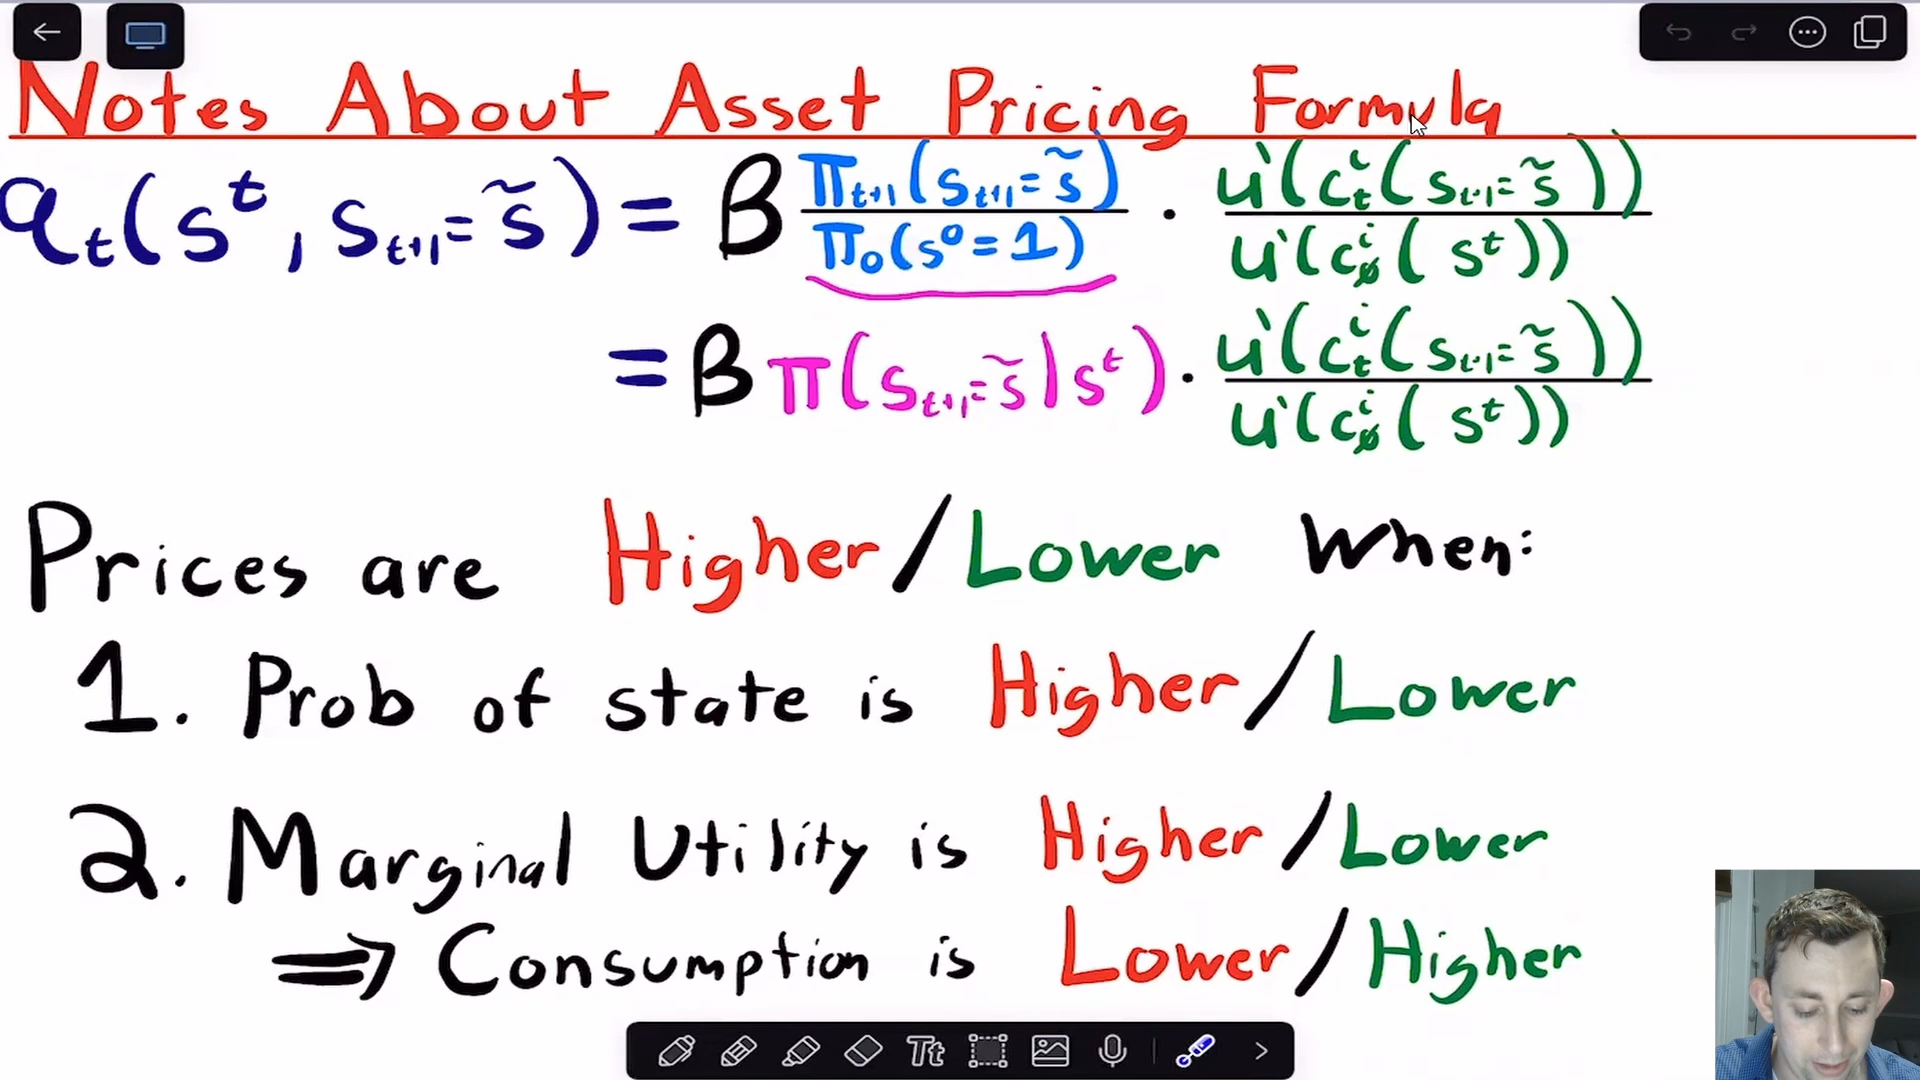 Notes About Asset Pricing Formula
q_t(s^t, s_{t+1}=s̃) = β π_{t+1}(s_{t+1}=s̃) / π_0(s^0=1) · u'(c^i_t(s_{t+1}=s̃)) / u'(c^i_0(s^t))
= β π(s_{t+1}=s̃|s^t) · u'(c^i_t(s_{t+1}=s̃)) / u'(c^i_0(s^t))
Prices are Higher/Lower When:
1. Prob of state is Higher/Lower
2. Marginal Utility is Higher/Lower
⇒ Consumption is Lower/Higher
Tt